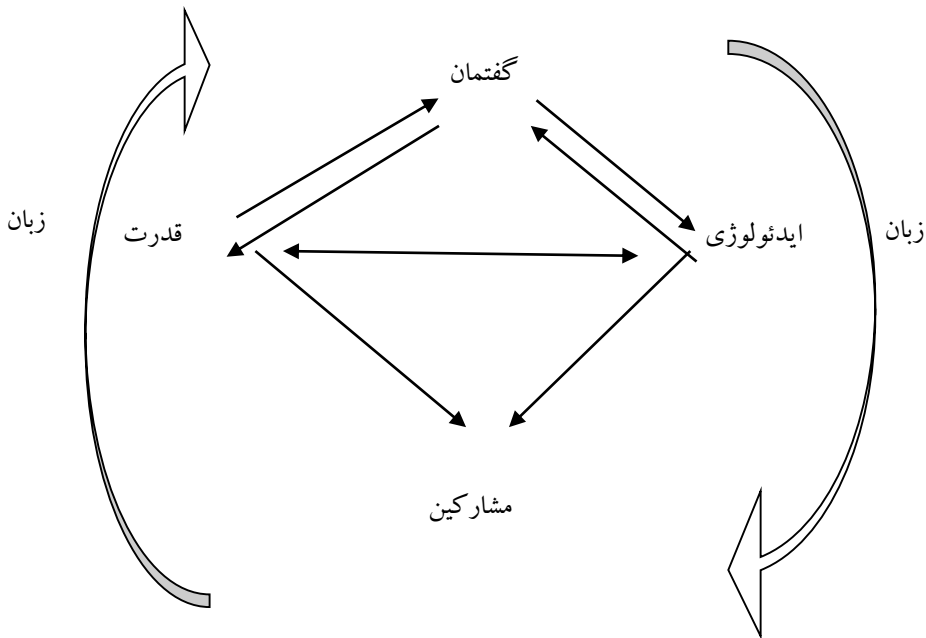 گفتمان
زبان
ایدئولوژی
قدرت
زبان
مشارکین